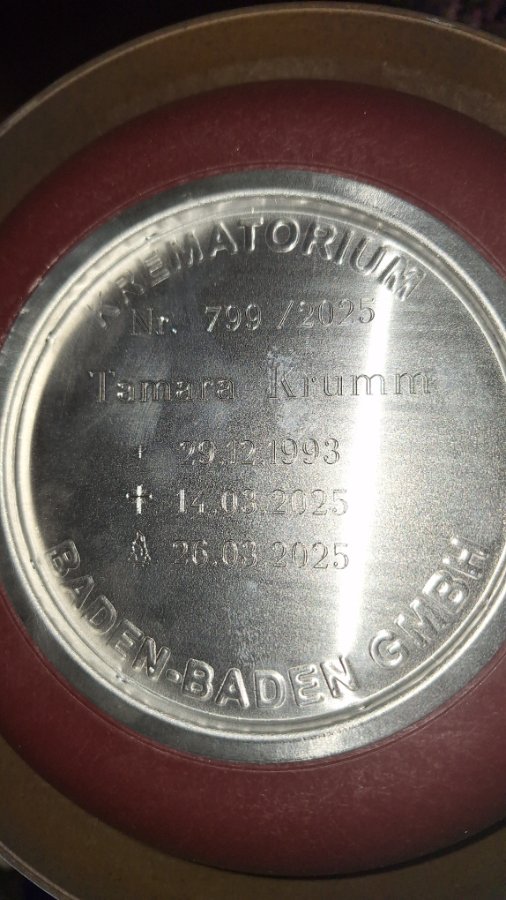 KREMATORIUM
Nr. 799 / 2025
Tamara Krumm
* 29.12.1993
✝ 14.03.2025
26.03.2025
BADEN-BADEN GMBH